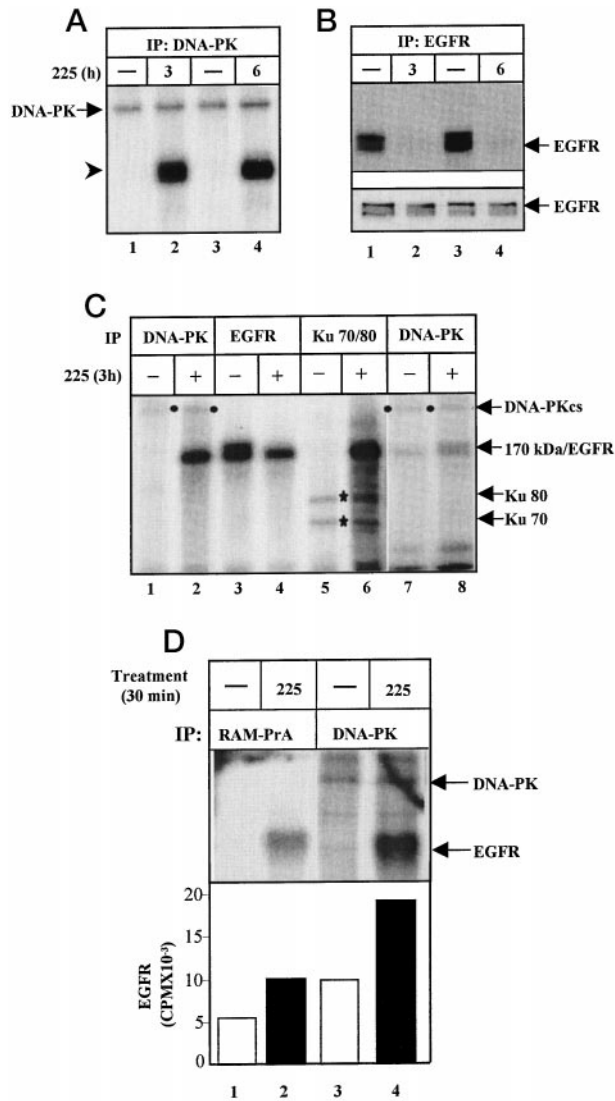 A
IP: DNA-PK
225 (h) — 3 — 6
DNA-PK
1 2 3 4
B
IP: EGFR
— 3 — 6
EGFR
EGFR
1 2 3 4
C
IP DNA-PK EGFR Ku 70/80 DNA-PK
225 (3h) − + − + − + − +
DNA-PKcs
170 kDa/EGFR
* Ku 80
* Ku 70
1 2 3 4 5 6 7 8
D
Treatment
(30 min) — 225 — 225
IP: RAM-PrA DNA-PK
DNA-PK
EGFR
20
15
10
5
0
EGFR
(CPMX10⁻³)
1 2 3 4